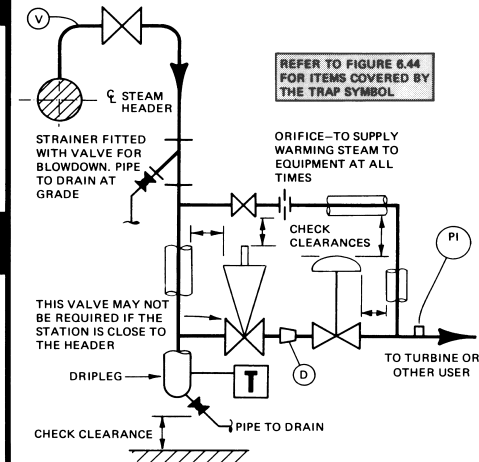 V
REFER TO FIGURE 6.44
FOR ITEMS COVERED BY
THE TRAP SYMBOL
℄ STEAM
HEADER
STRAINER FITTED
WITH VALVE FOR
BLOWDOWN. PIPE
TO DRAIN AT
GRADE
ORIFICE–TO SUPPLY
WARMING STEAM TO
EQUIPMENT AT ALL
TIMES
CHECK
CLEARANCES
PI
THIS VALVE MAY NOT
BE REQUIRED IF THE
STATION IS CLOSE TO
THE HEADER
D
TO TURBINE OR
OTHER USER
DRIPLEG
T
PIPE TO DRAIN
CHECK CLEARANCE